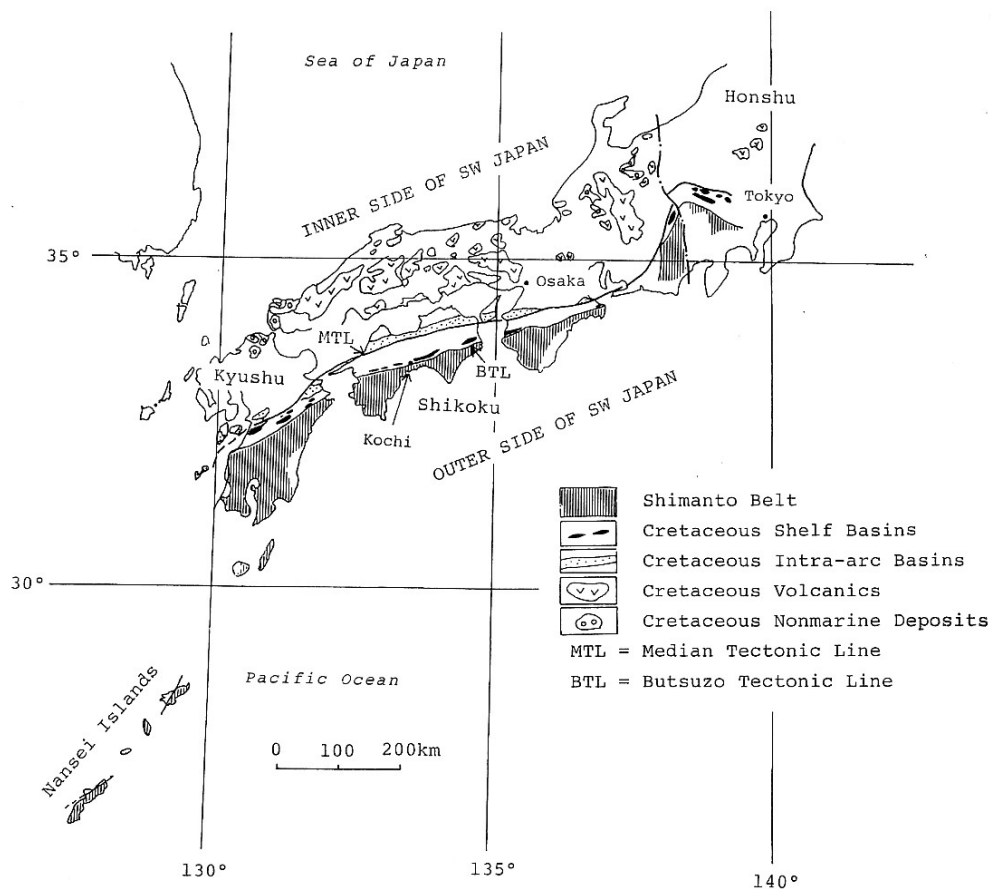 Sea of Japan
Honshu
INNER SIDE OF SW JAPAN
Tokyo
35°
Osaka
MTL
Kyushu
BTL
Shikoku
Kochi
OUTER SIDE OF SW JAPAN
Shimanto Belt
Cretaceous Shelf Basins
Cretaceous Intra-arc Basins
Cretaceous Volcanics
Cretaceous Nonmarine Deposits
MTL = Median Tectonic Line
BTL = Butsuzo Tectonic Line
30°
Pacific Ocean
Nansei Islands
0 100 200km
130°
135°
140°